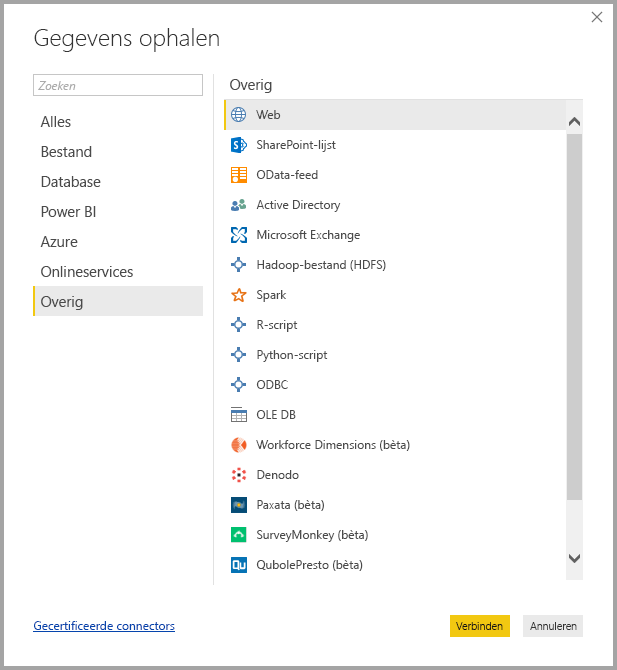 Gegevens ophalen
Zoeken
Alles
Bestand
Database
Power BI
Azure
Onlineservices
Overig
Overig
Web
SharePoint-lijst
OData-feed
Active Directory
Microsoft Exchange
Hadoop-bestand (HDFS)
Spark
R-script
Python-script
ODBC
OLE DB
Workforce Dimensions (bèta)
Denodo
Paxata (bèta)
SurveyMonkey (bèta)
QubolePresto (bèta)
Gecertificeerde connectors
Verbinden
Annuleren